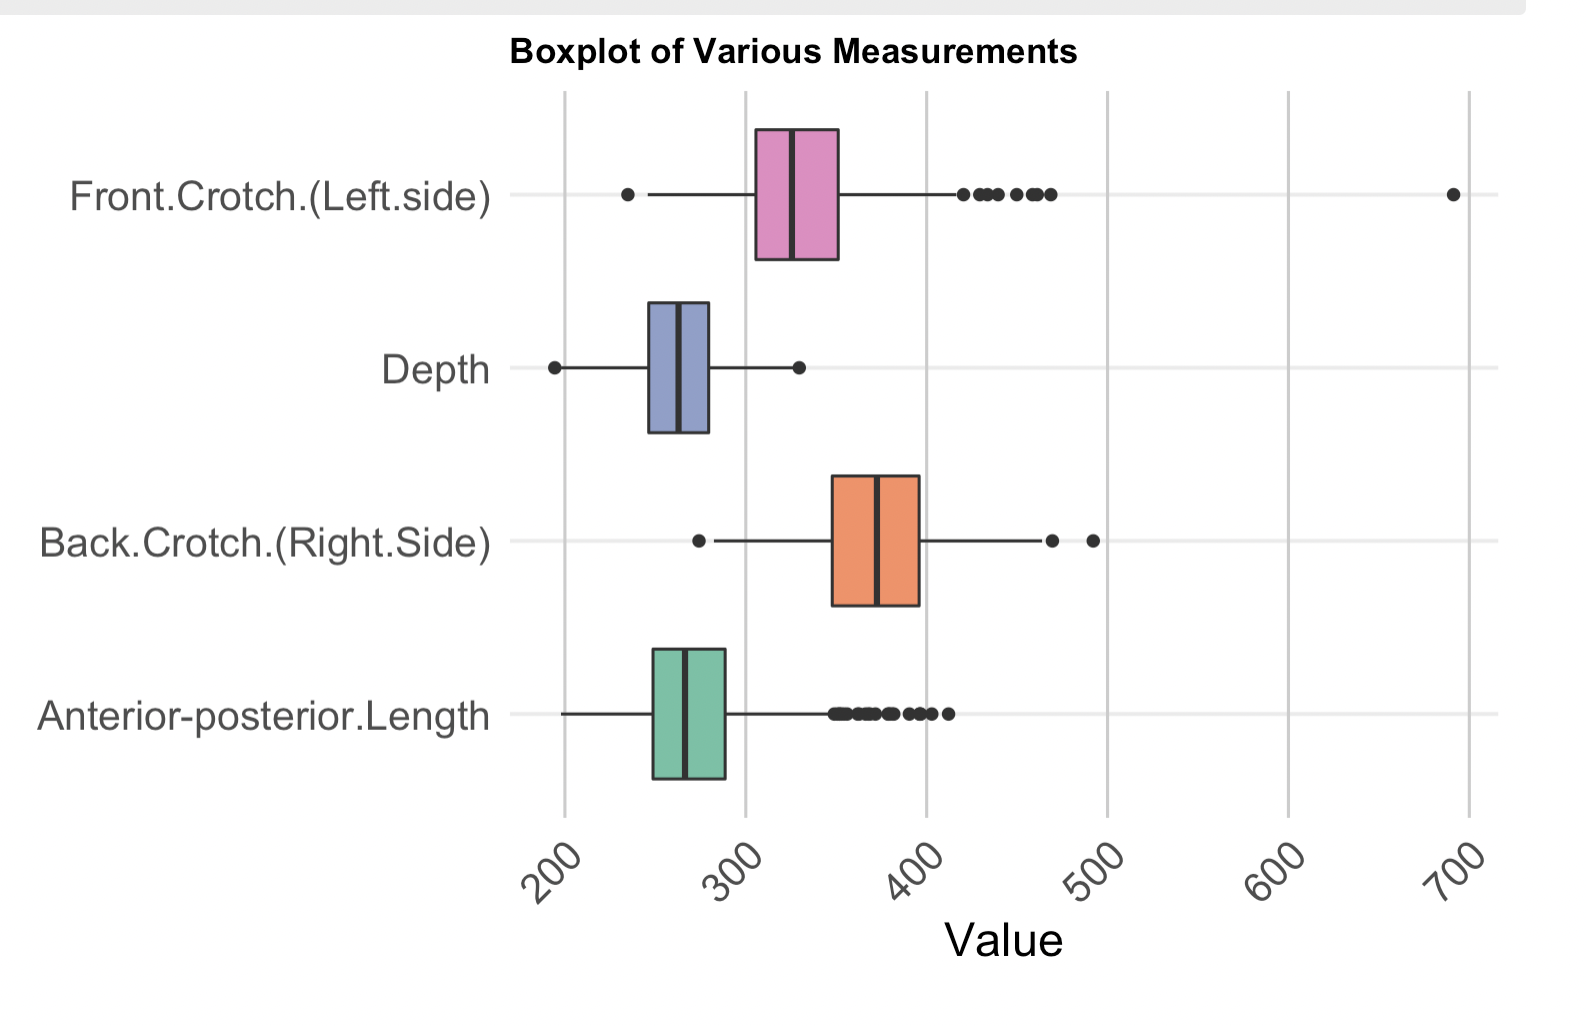 Boxplot of Various Measurements
Front.Crotch.(Left.side)
Depth
Back.Crotch.(Right.Side)
Anterior-posterior.Length
200 300 400 500 600 700
Value